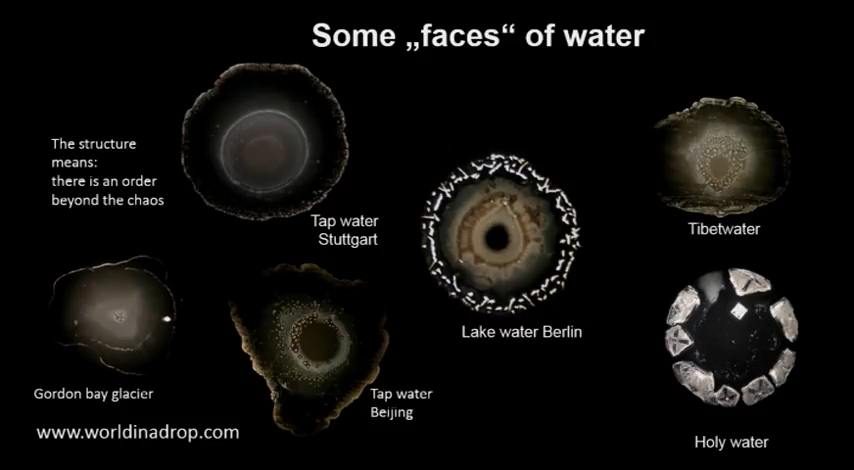 Some „faces“ of water
The structure
means:
there is an order
beyond the chaos
Tap water
Stuttgart
Tibetwater
Lake water Berlin
Gordon bay glacier
Tap water
Beijing
www.worldinadrop.com
Holy water